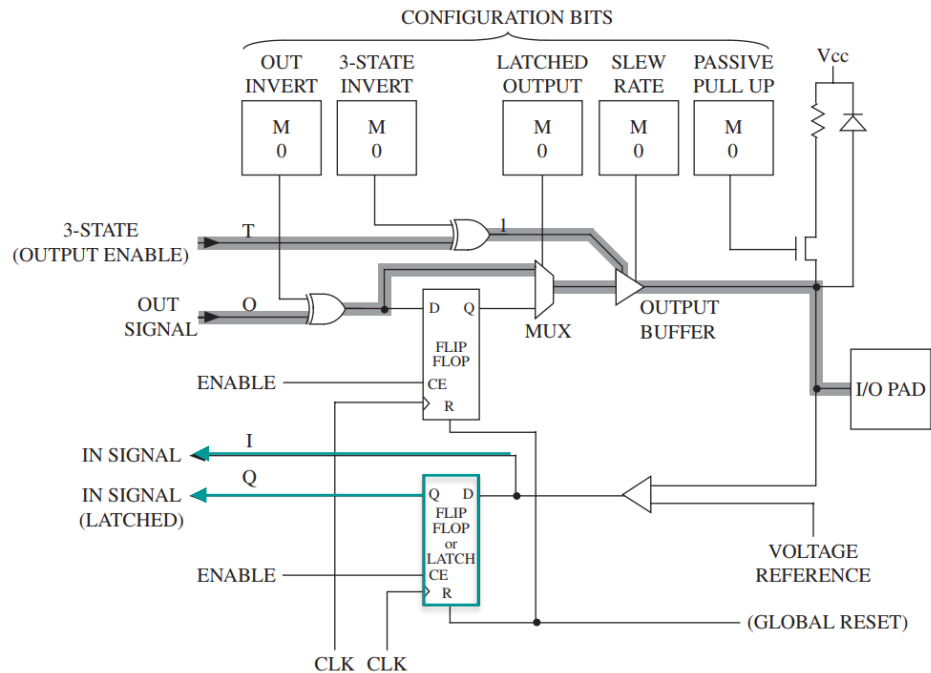 CONFIGURATION BITS
OUT
INVERT
3-STATE
INVERT
LATCHED
OUTPUT
SLEW
RATE
PASSIVE
PULL UP
Vcc
M
0
M
0
M
0
M
0
M
0
3-STATE
(OUTPUT ENABLE)
T
1
OUT
SIGNAL
O
D
Q
FLIP
FLOP
CE
R
MUX
OUTPUT
BUFFER
I/O PAD
ENABLE
IN SIGNAL
I
IN SIGNAL
(LATCHED)
Q
Q
D
FLIP
FLOP
or
LATCH
CE
R
ENABLE
VOLTAGE
REFERENCE
(GLOBAL RESET)
CLK
CLK